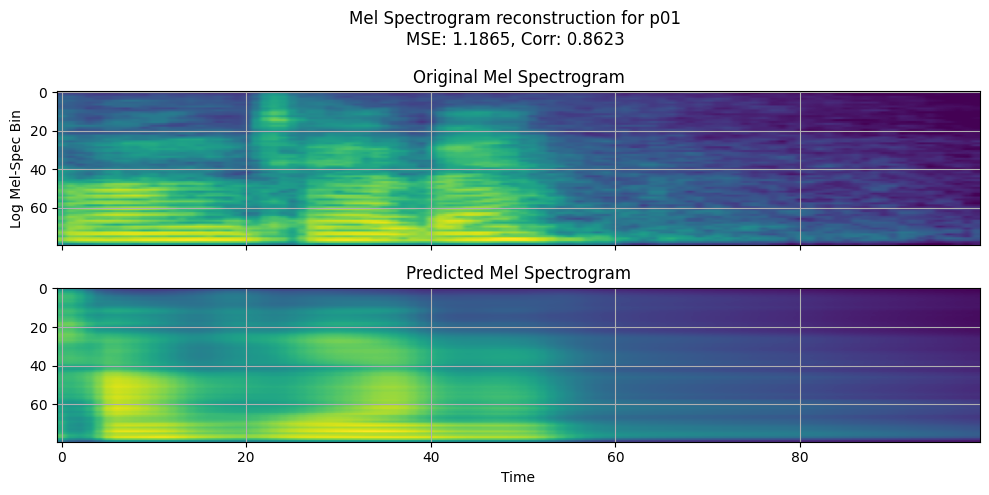 Mel Spectrogram reconstruction for p01
MSE: 1.1865, Corr: 0.8623
Original Mel Spectrogram
0
20
40
60
Log Mel-Spec Bin
Predicted Mel Spectrogram
0
20
40
60
0 20 40 60 80
Time